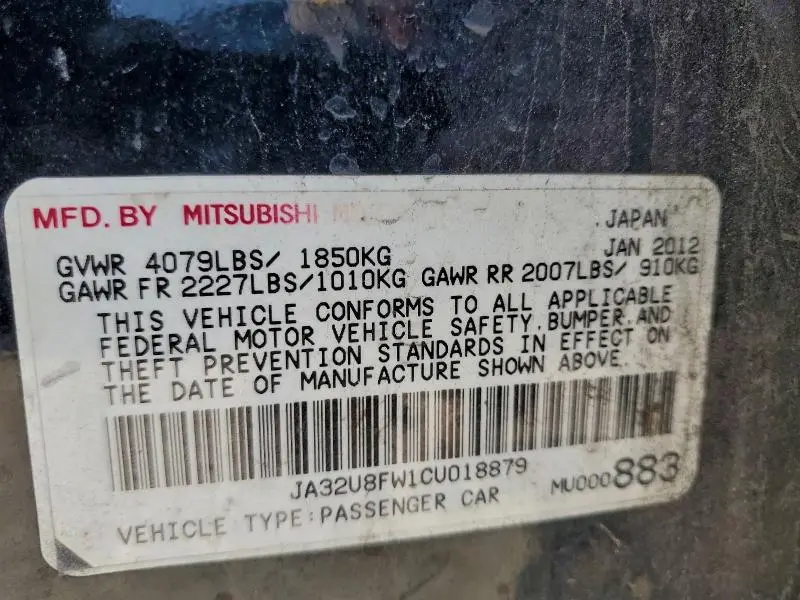 MFD. BY MITSUBISHI
JAPAN
JAN 2012
GVWR 4079LBS/ 1850KG
GAWR FR 2227LBS/1010KG GAWR RR 2007LBS/ 910KG
THIS VEHICLE CONFORMS TO ALL APPLICABLE
FEDERAL MOTOR VEHICLE SAFETY, BUMPER, AND
THEFT PREVENTION STANDARDS IN EFFECT ON
THE DATE OF MANUFACTURE SHOWN ABOVE.
JA32U8FW1CU018879
MU000883
VEHICLE TYPE:PASSENGER CAR